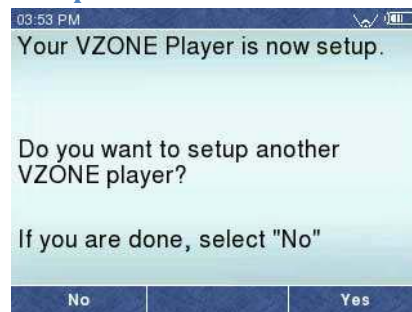 03:53 PM
Your VZONE Player is now setup.
Do you want to setup another
VZONE player?
If you are done, select "No"
No Yes